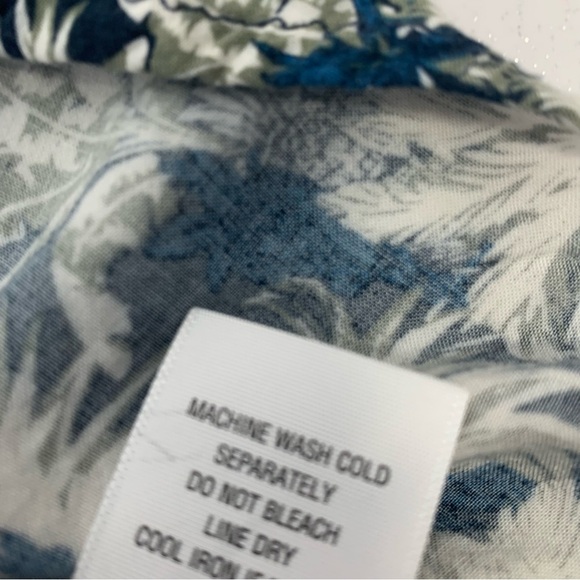 MACHINE WASH COLD
SEPARATELY
DO NOT BLEACH
LINE DRY
COOL IRON